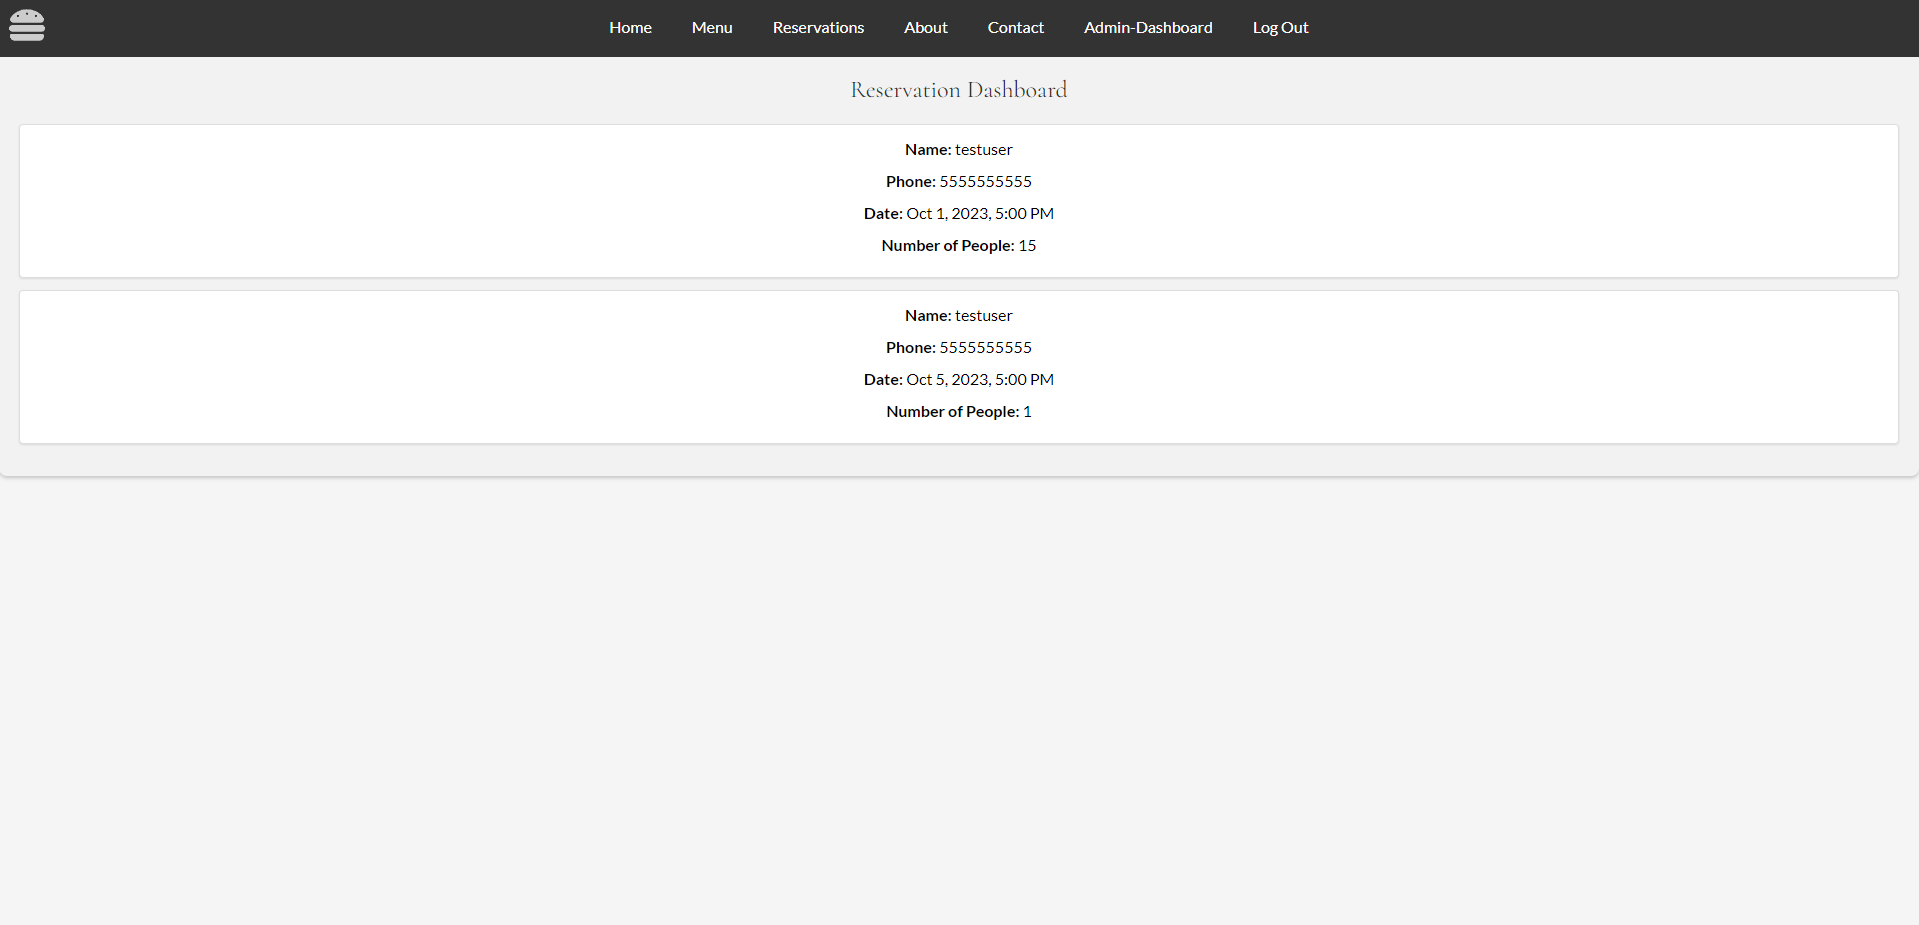 Home Menu Reservations About Contact Admin-Dashboard Log Out
Reservation Dashboard
Name: testuser
Phone: 5555555555
Date: Oct 1, 2023, 5:00 PM
Number of People: 15
Name: testuser
Phone: 5555555555
Date: Oct 5, 2023, 5:00 PM
Number of People: 1